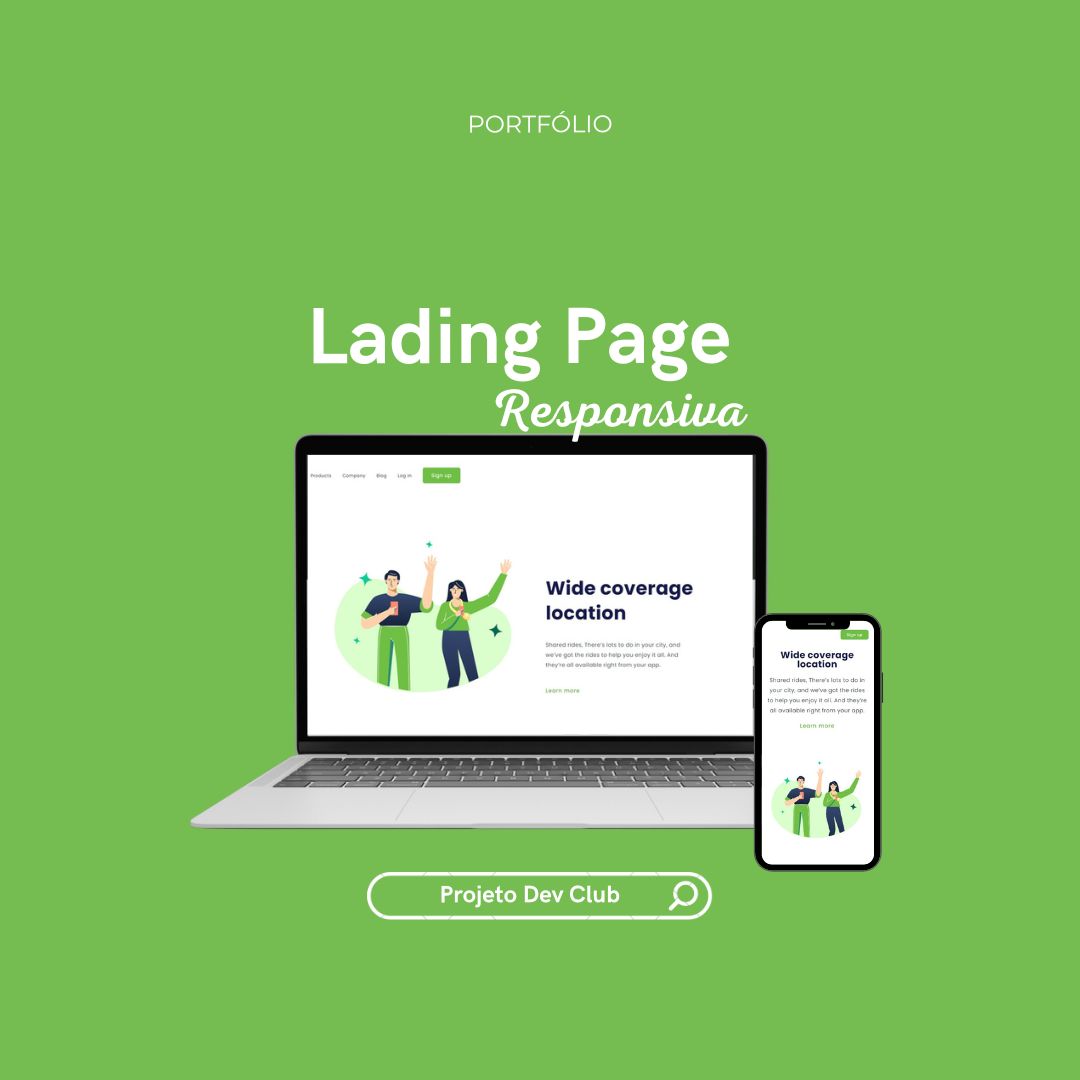 PORTFÓLIO
Lading Page
Responsiva
Products Company Blog Log in Sign up
Wide coverage
location
Shared rides, There's lots to do in your city, and
we've got the rides to help you enjoy it all. And
they're all available right from your app.
Learn more
Sign up
Wide coverage
location
Shared rides, There's lots to do in
your city, and we've got the rides
to help you enjoy it all. And they're
all available right from your app.
Learn more
Projeto Dev Club